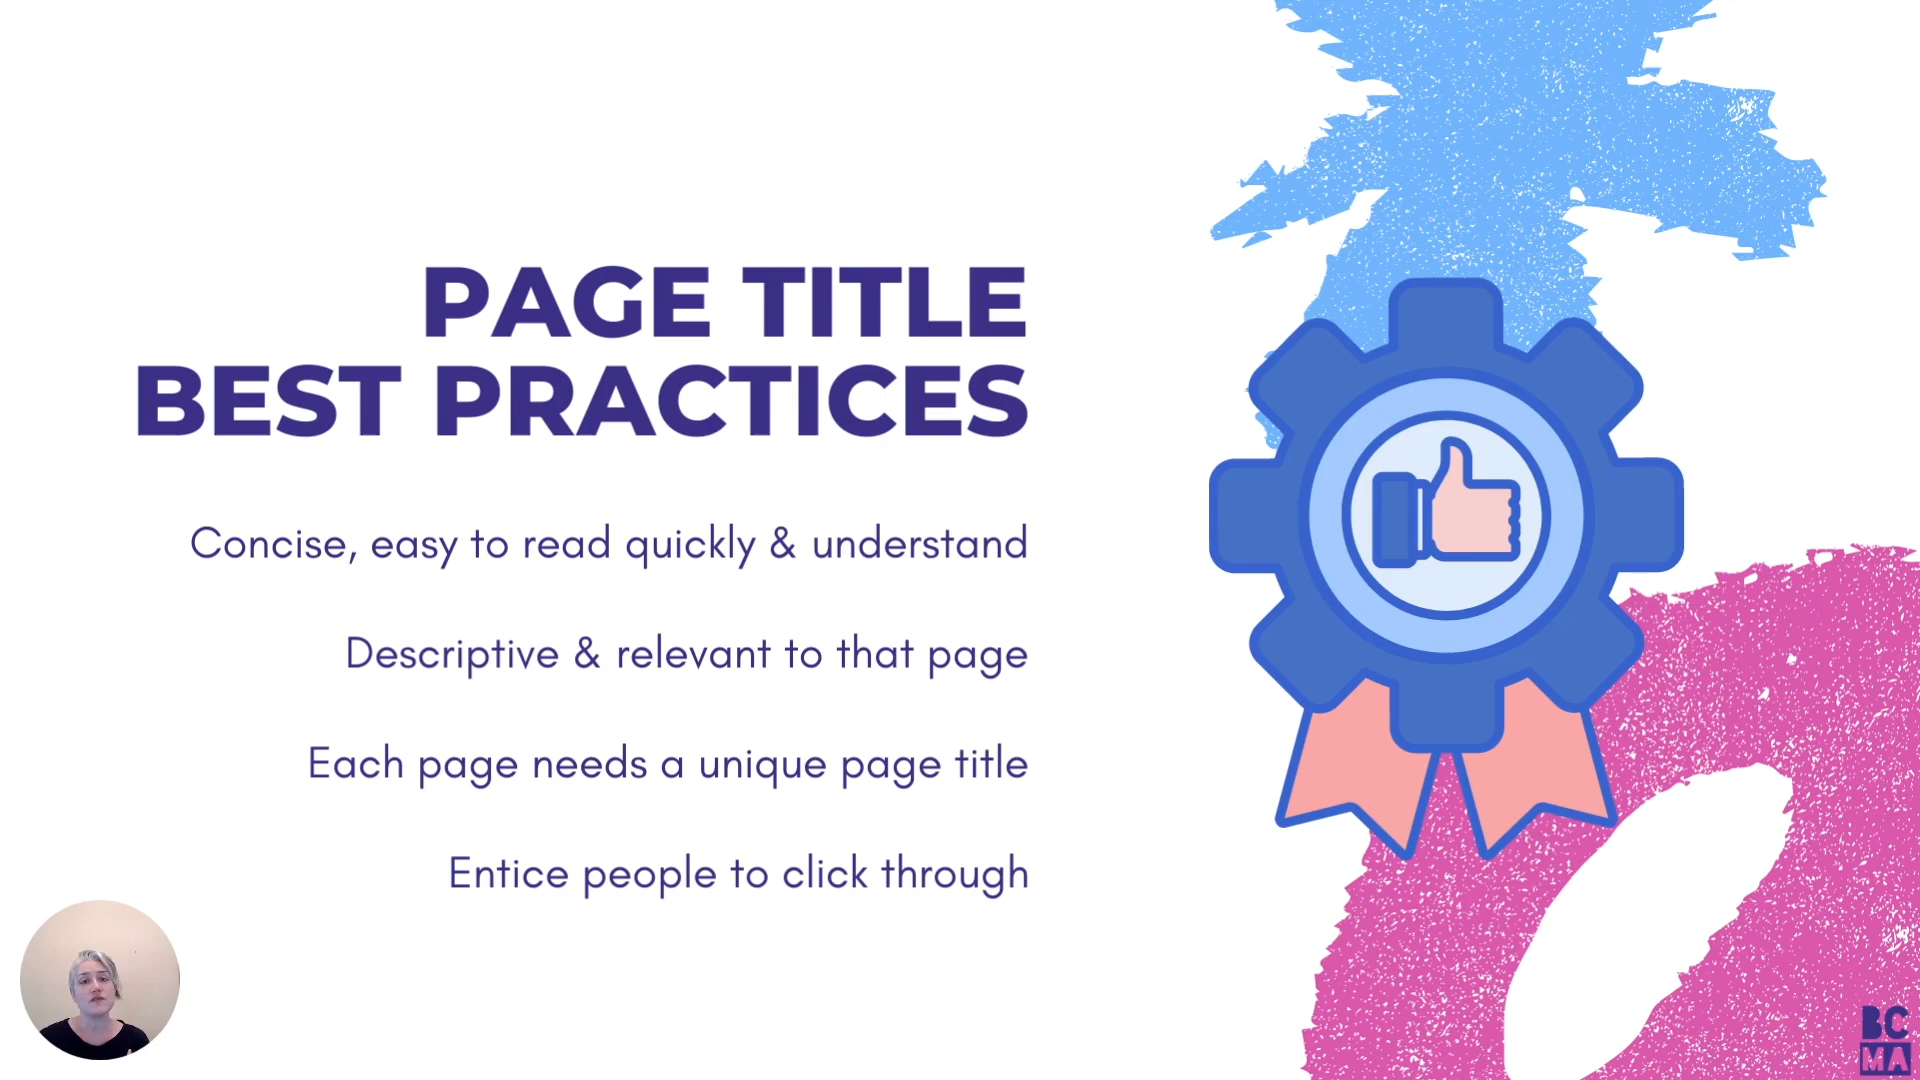 PAGE TITLE
BEST PRACTICES
Concise, easy to read quickly & understand
Descriptive & relevant to that page
Each page needs a unique page title
Entice people to click through
BC
MA